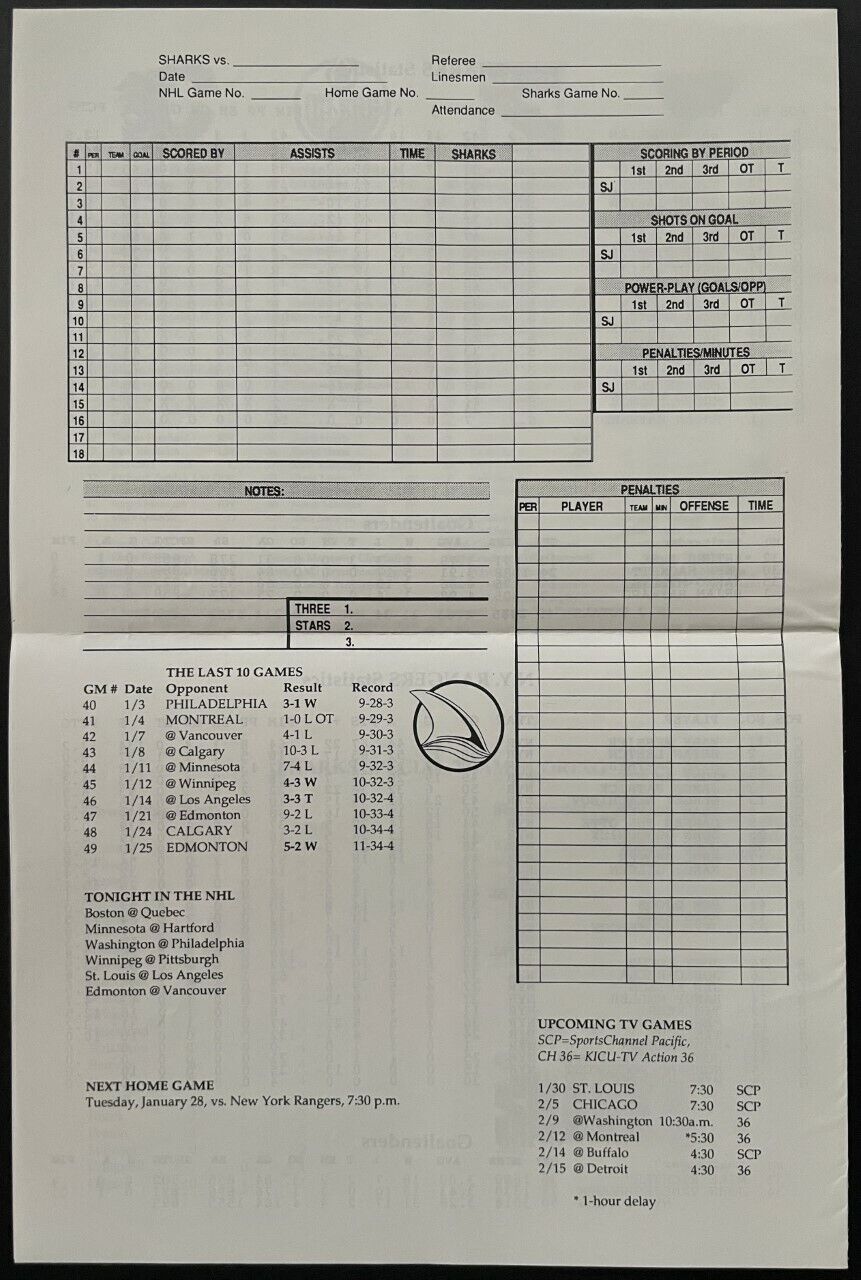 SHARKS vs. Referee
Date Linesmen
NHL Game No. Home Game No. Sharks Game No.
Attendance
# PER TEAM GOAL SCORED BY ASSISTS TIME SHARKS
1
2
3
4
5
6
7
8
9
10
11
12
13
14
15
16
17
18
SCORING BY PERIOD
1st 2nd 3rd OT T
SJ
SHOTS ON GOAL
1st 2nd 3rd OT T
SJ
POWER-PLAY (GOALS/OPP)
1st 2nd 3rd OT T
SJ
PENALTIES/MINUTES
1st 2nd 3rd OT T
SJ
NOTES:
THREE 1.
STARS 2.
3.
PENALTIES
PER PLAYER TEAM MIN OFFENSE TIME
THE LAST 10 GAMES
GM # Date Opponent Result Record
40 1/3 PHILADELPHIA 3-1 W 9-28-3
41 1/4 MONTREAL 1-0 L OT 9-29-3
42 1/7 @ Vancouver 4-1 L 9-30-3
43 1/8 @ Calgary 10-3 L 9-31-3
44 1/11 @ Minnesota 7-4 L 9-32-3
45 1/12 @ Winnipeg 4-3 W 10-32-3
46 1/14 @ Los Angeles 3-3 T 10-32-4
47 1/21 @ Edmonton 9-2 L 10-33-4
48 1/24 CALGARY 3-2 L 10-34-4
49 1/25 EDMONTON 5-2 W 11-34-4
TONIGHT IN THE NHL
Boston @ Quebec
Minnesota @ Hartford
Washington @ Philadelphia
Winnipeg @ Pittsburgh
St. Louis @ Los Angeles
Edmonton @ Vancouver
NEXT HOME GAME
Tuesday, January 28, vs. New York Rangers, 7:30 p.m.
UPCOMING TV GAMES
SCP=SportsChannel Pacific,
CH 36= KICU-TV Action 36
1/30 ST. LOUIS 7:30 SCP
2/5 CHICAGO 7:30 SCP
2/9 @Washington 10:30a.m. 36
2/12 @ Montreal *5:30 36
2/14 @ Buffalo 4:30 SCP
2/15 @ Detroit 4:30 36
* 1-hour delay